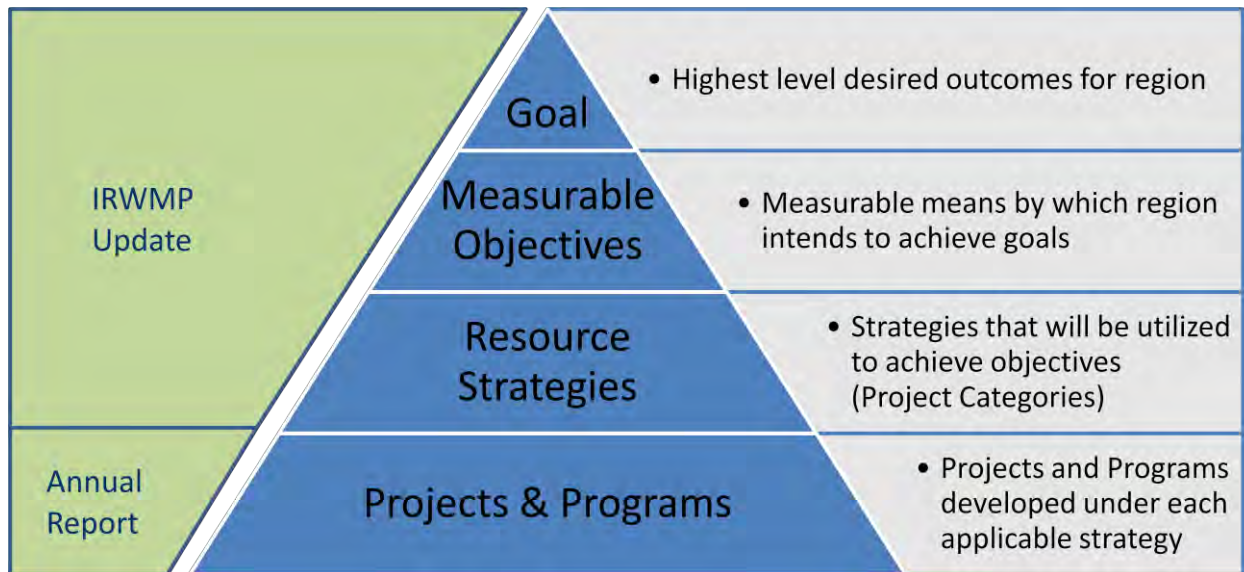 IRWMP
Update
Annual
Report
Goal
Measurable
Objectives
Resource
Strategies
Projects & Programs
• Highest level desired outcomes for region
• Measurable means by which region
intends to achieve goals
• Strategies that will be utilized
to achieve objectives
(Project Categories)
• Projects and Programs
developed under each
applicable strategy